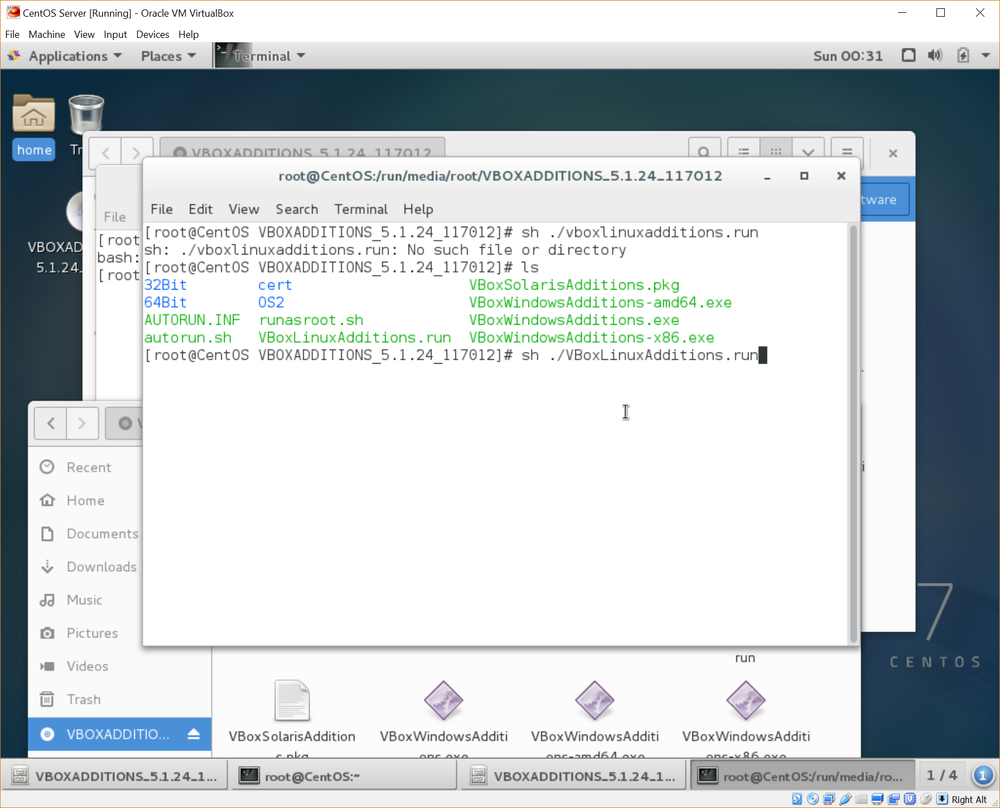 CentOS Server [Running] - Oracle VM VirtualBox
File Machine View Input Devices Help
Applications Places Terminal Sun 00:31
home
VBOXADDITIONS_5.1.24_117012
root@CentOS:/run/media/root/VBOXADDITIONS_5.1.24_117012
tware
File
File Edit View Search Terminal Help
VBOXAD
5.1.24_
[root
bash:
[root
[root@CentOS VBOXADDITIONS_5.1.24_117012]# sh ./vboxlinuxadditions.run
sh: ./vboxlinuxadditions.run: No such file or directory
[root@CentOS VBOXADDITIONS_5.1.24_117012]# ls
32Bit cert VBoxSolarisAdditions.pkg
64Bit OS2 VBoxWindowsAdditions-amd64.exe
AUTORUN.INF runasroot.sh VBoxWindowsAdditions.exe
autorun.sh VBoxLinuxAdditions.run VBoxWindowsAdditions-x86.exe
[root@CentOS VBOXADDITIONS_5.1.24_117012]# sh ./VBoxLinuxAdditions.run
Recent
Home
Documents
Downloads
Music
Pictures
Videos
Trash
VBOXADDITIO...
run
VBoxSolarisAddition
s.pkg
VBoxWindowsAdditi
ons.exe
VBoxWindowsAdditi
ons-amd64.exe
VBoxWindowsAdditi
ons-x86.exe
7
CENTOS
VBOXADDITIONS_5.1.24_1... root@CentOS:~ VBOXADDITIONS_5.1.24_1... root@CentOS:/run/media/ro... 1 / 4 1
Right Alt